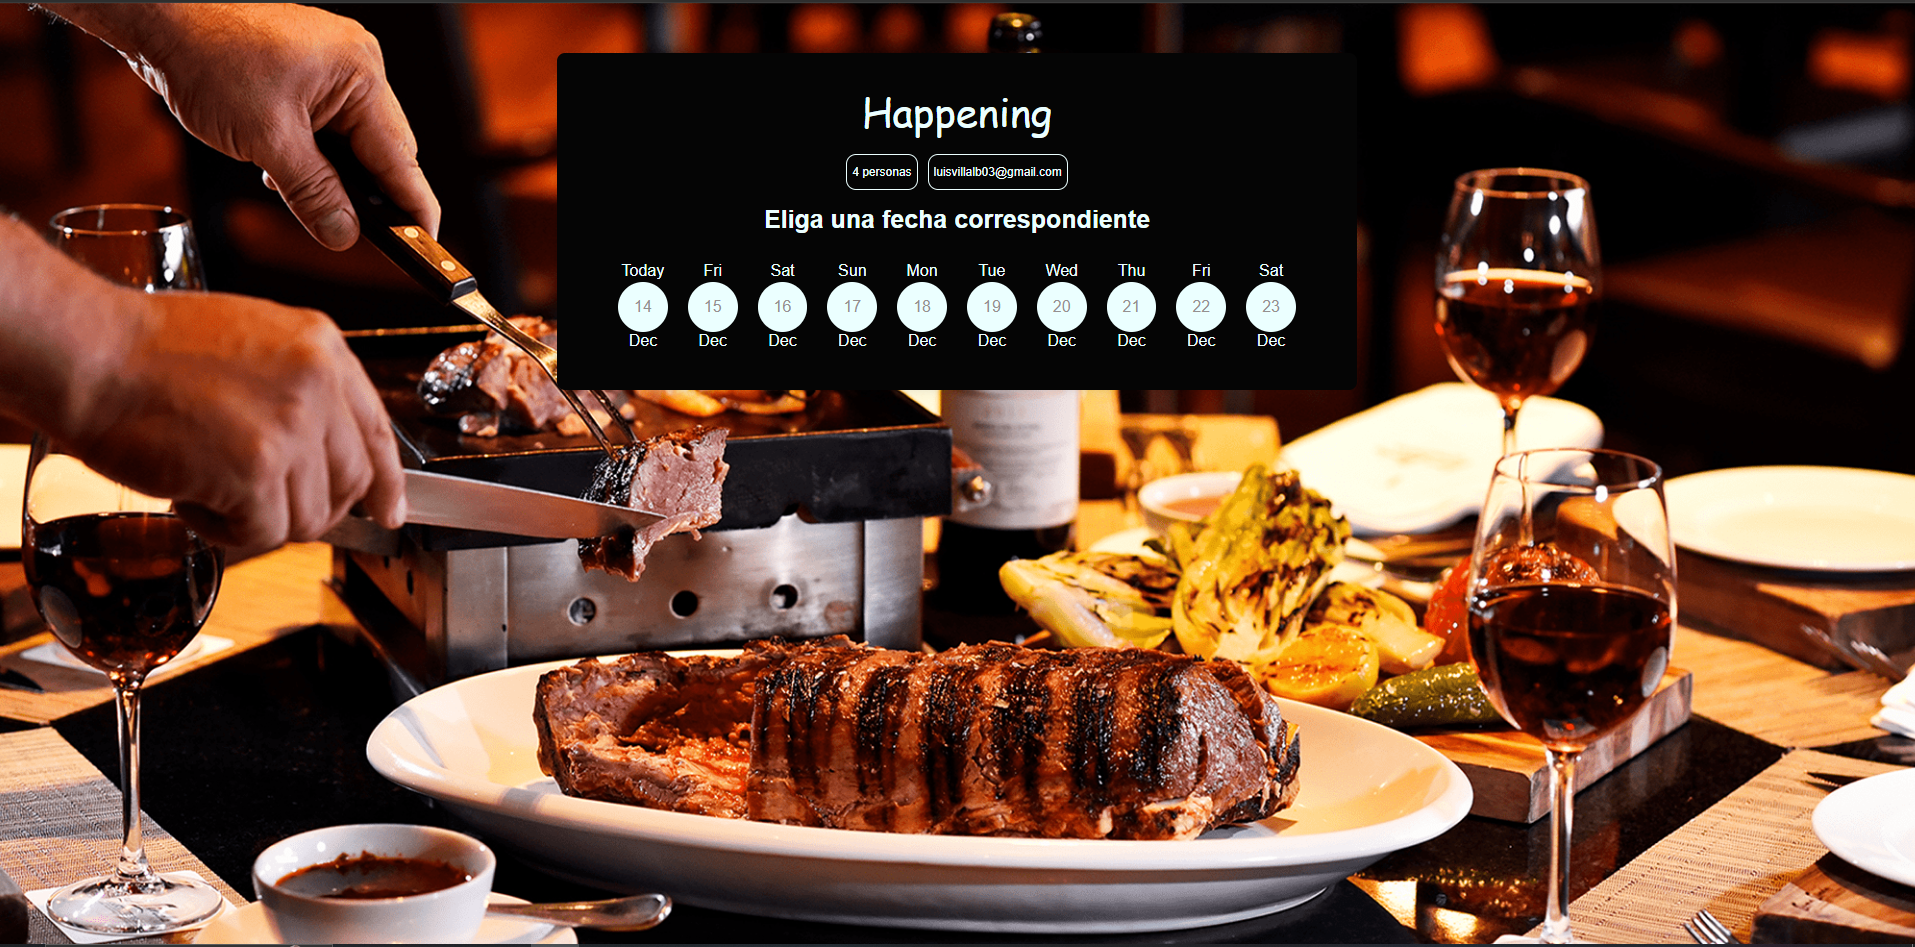 Happening
4 personas luisvillalb03@gmail.com
Eliga una fecha correspondiente
Today Fri Sat Sun Mon Tue Wed Thu Fri Sat
14 15 16 17 18 19 20 21 22 23
Dec Dec Dec Dec Dec Dec Dec Dec Dec Dec